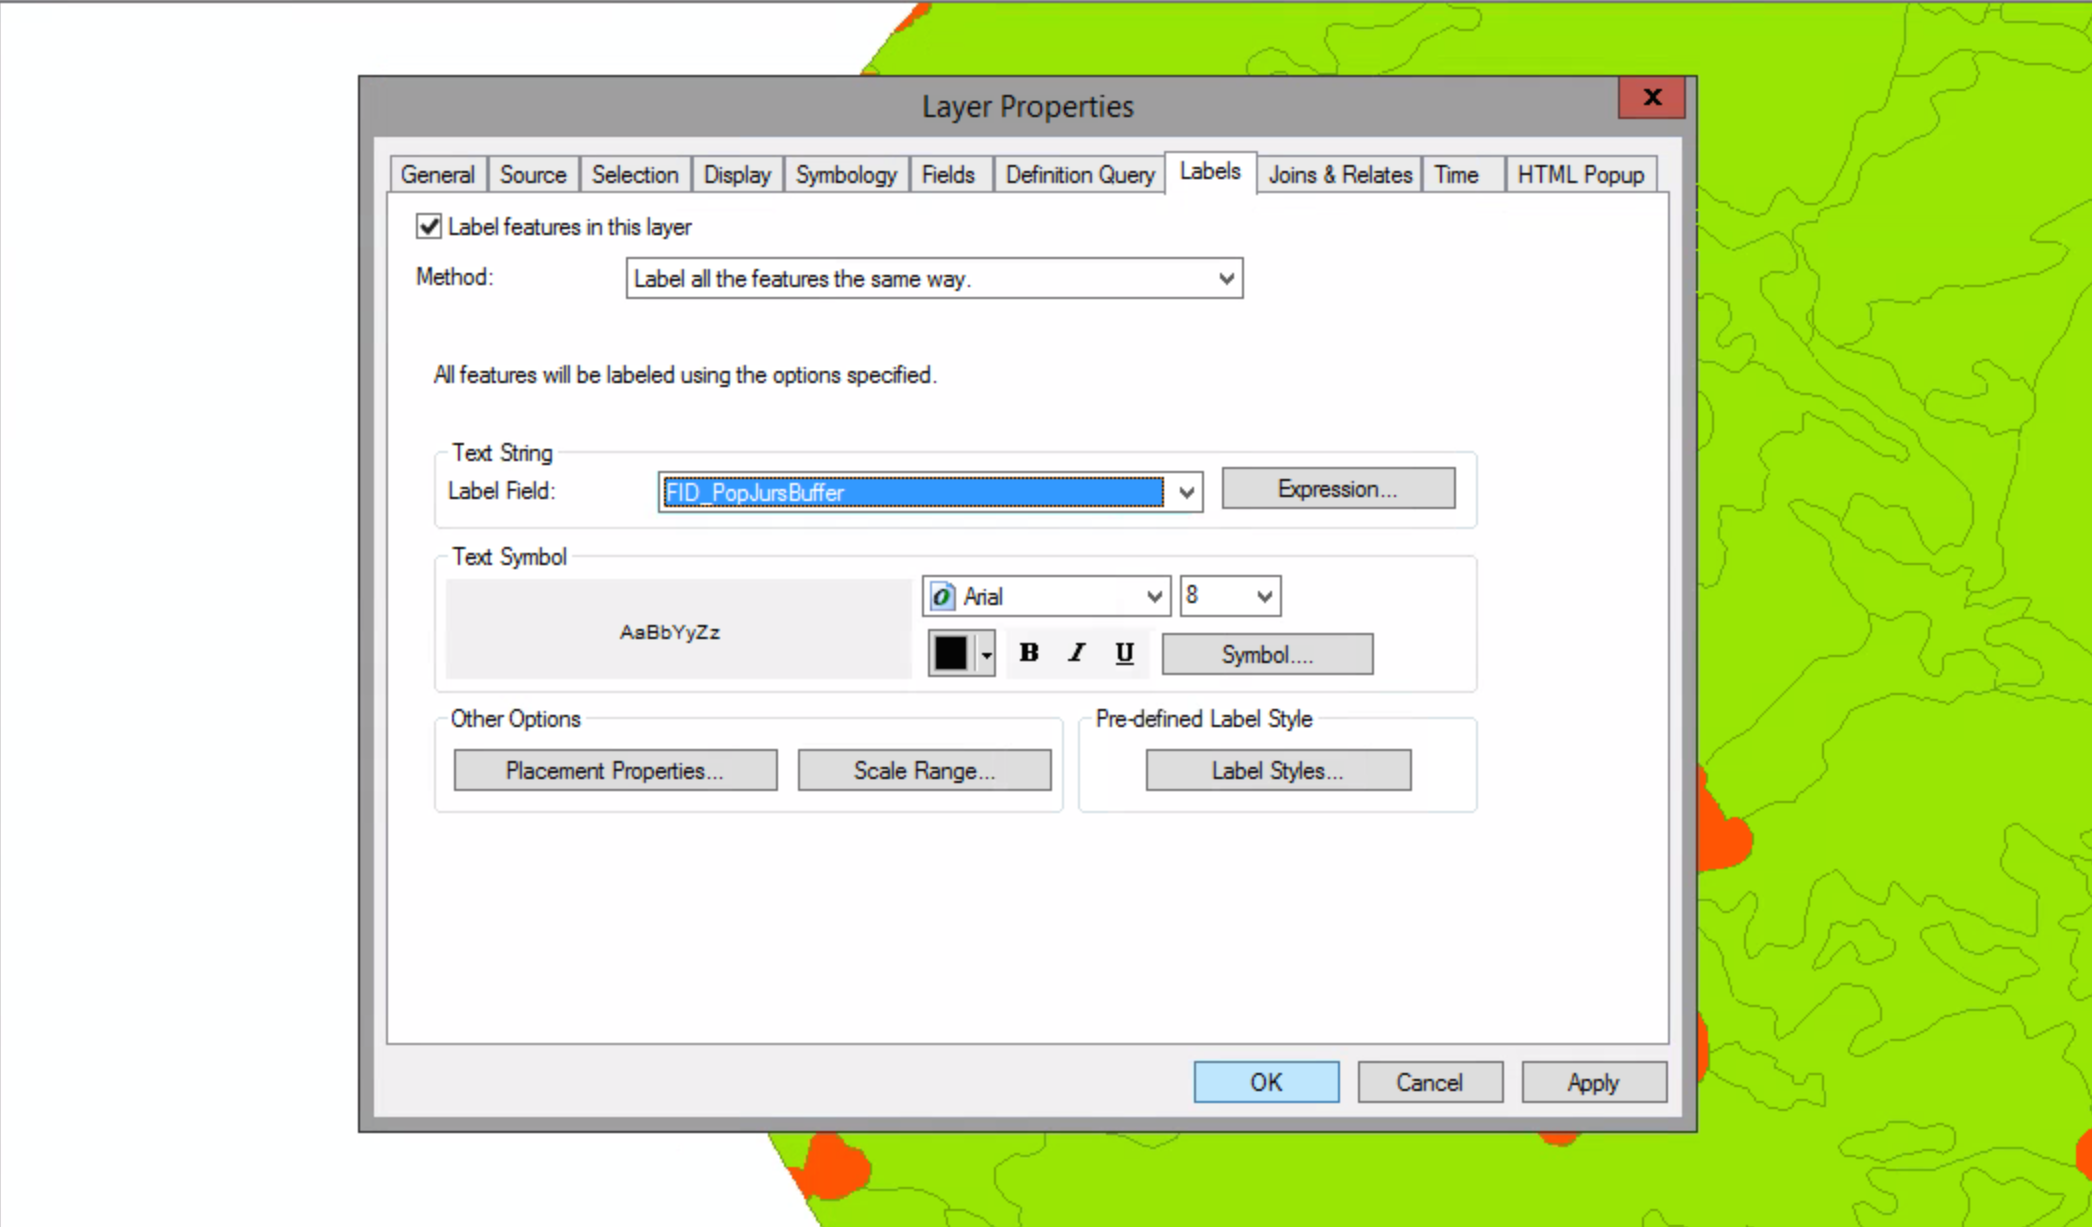 Layer Properties
x
General Source Selection Display Symbology Fields Definition Query Labels Joins & Relates Time HTML Popup
Label features in this layer
Method: Label all the features the same way.
All features will be labeled using the options specified.
Text String
Label Field: FID_PopJursBuffer Expression...
Text Symbol
AaBbYyZz
O Arial 8
B I U Symbol....
Other Options
Placement Properties... Scale Range...
Pre-defined Label Style
Label Styles...
OK Cancel Apply